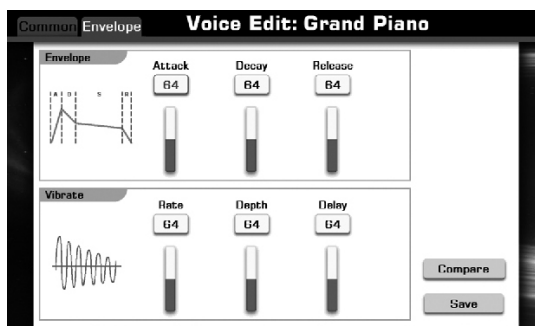 Common Envelope Voice Edit: Grand Piano
Envelope
Attack Decay Release
A D S R
64 64 64
Vibrate
Rate Depth Delay
64 64 64
Compare
Save